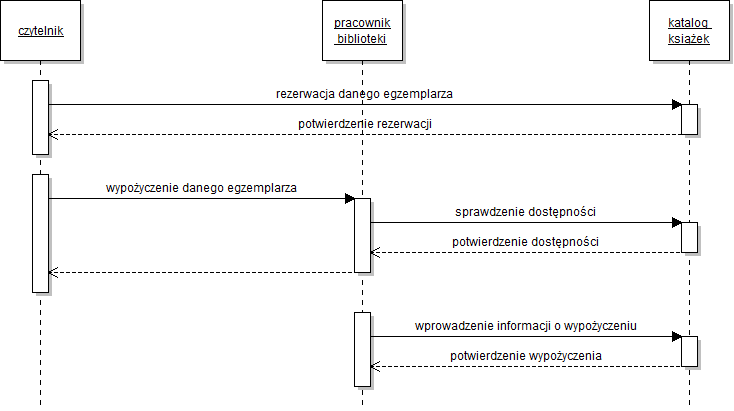 czytelnik
pracownik
biblioteki
katalog
książek
rezerwacja danego egzemplarza
potwierdzenie rezerwacji
wypożyczenie danego egzemplarza
sprawdzenie dostępności
potwierdzenie dostępności
wprowadzenie informacji o wypożyczeniu
potwierdzenie wypożyczenia